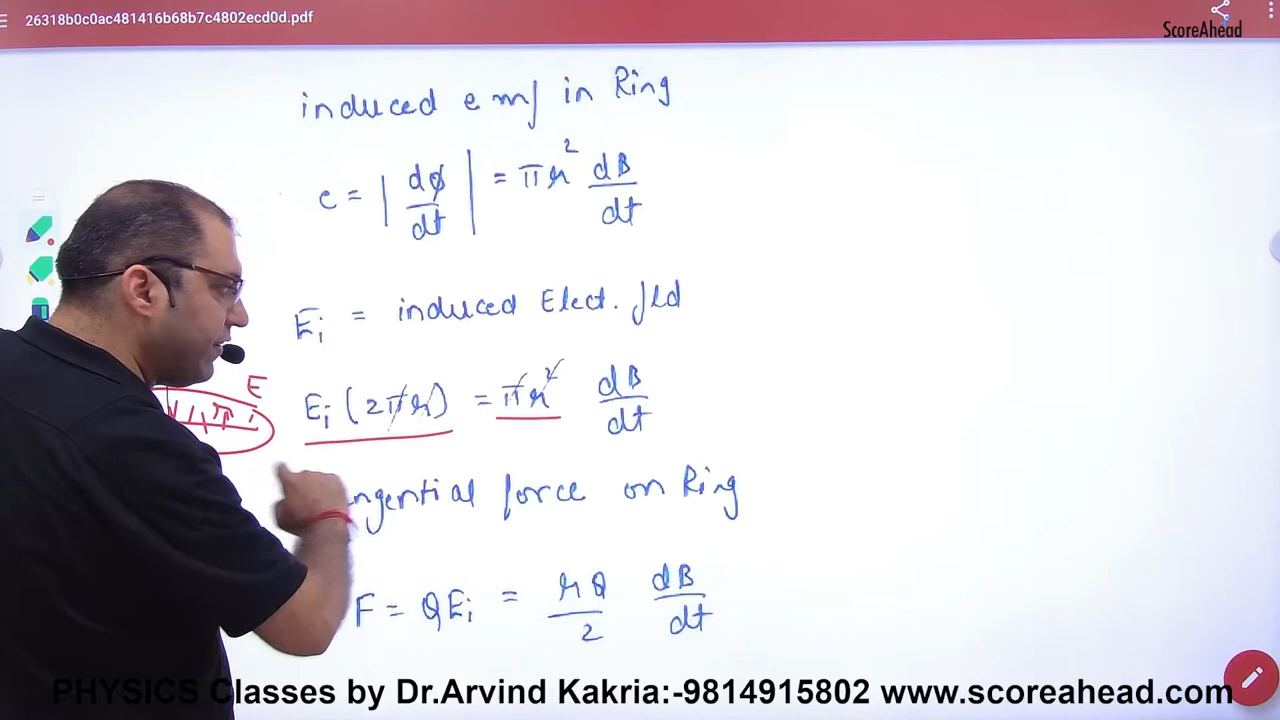 26318b0c0ac481416b68b7c4802ecd0d.pdf
ScoreAhead
induced emf in Ring
e = | dφ/dt | = πr² dB/dt
Ei = induced Elect. fld
E
Ei (2πr) = πr² dB/dt
ngential force on Ring
F = QEi = rQ/2 dB/dt
PHYSICS Classes by Dr.Arvind Kakria:-9814915802 www.scoreahead.com